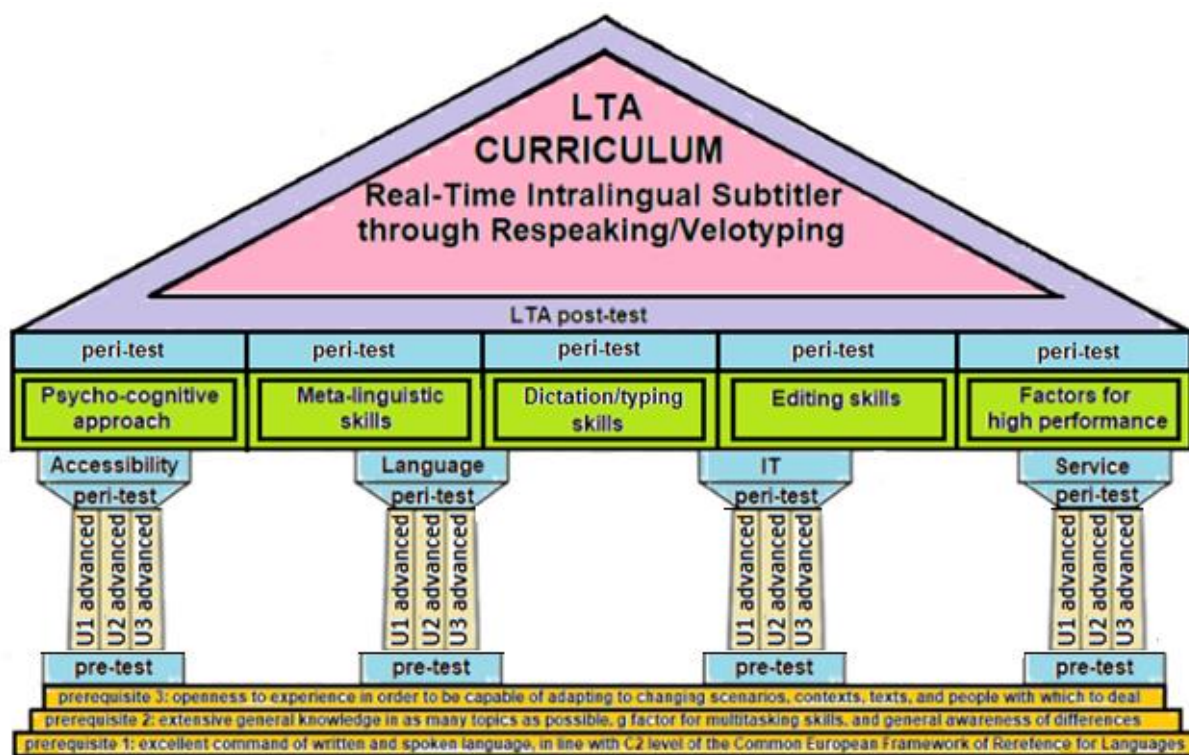 LTA
CURRICULUM
Real-Time Intralingual Subtitler
through Respeaking/Velotyping
LTA post-test
peri-test peri-test peri-test peri-test peri-test
Psycho-cognitive
approach
Meta-linguistic
skills
Dictation/typing
skills
Editing skills
Factors for
high performance
Accessibility Language IT Service
peri-test peri-test peri-test peri-test
U1 advanced
U2 advanced
U3 advanced
U1 advanced
U2 advanced
U3 advanced
U1 advanced
U2 advanced
U3 advanced
U1 advanced
U2 advanced
U3 advanced
pre-test pre-test pre-test pre-test
prerequisite 3: openness to experience in order to be capable of adapting to changing scenarios, contexts, texts, and people with which to deal
prerequisite 2: extensive general knowledge in as many topics as possible, g factor for multitasking skills, and general awareness of differences
prerequisite 1: excellent command of written and spoken language, in line with C2 level of the Common European Framework of Rerefence for Languages